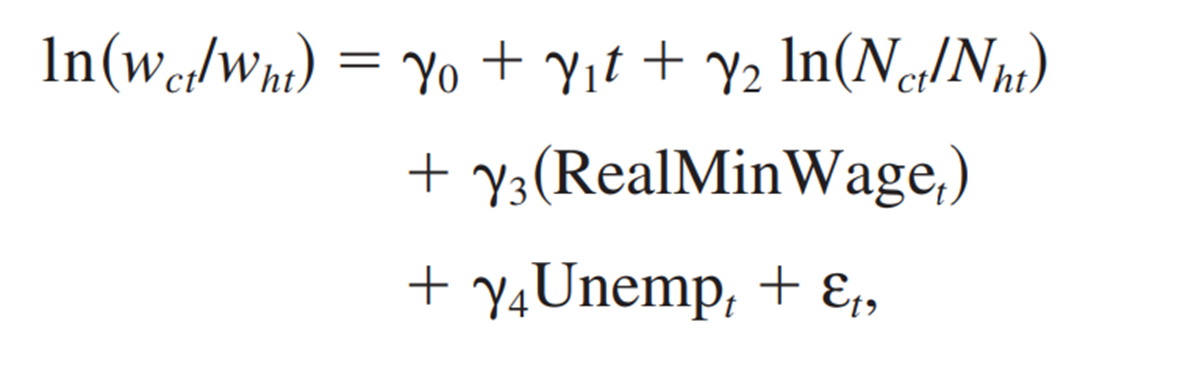 ln(w_ct/w_ht) = γ₀ + γ₁t + γ₂ ln(N_ct/N_ht)
+ γ₃(RealMinWage_t)
+ γ₄Unemp_t + ε_t,